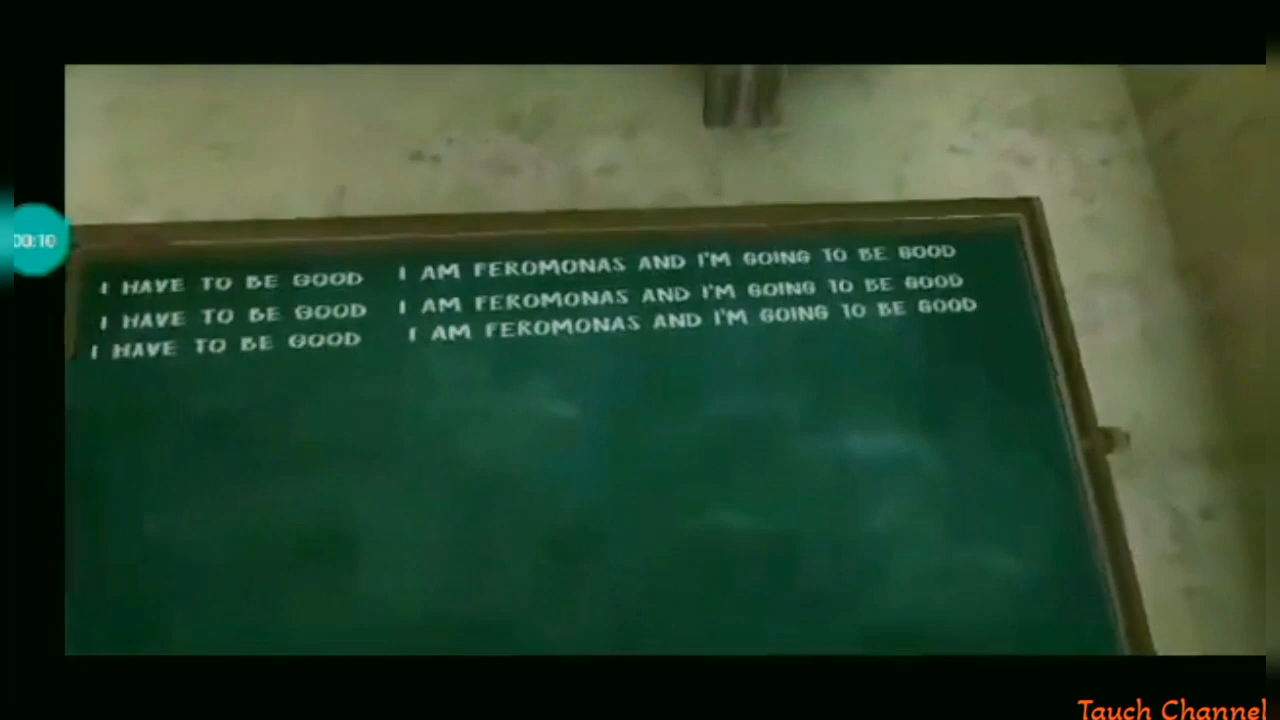 00:10
I HAVE TO BE GOOD I AM FEROMONAS AND I'M GOING TO BE GOOD
I HAVE TO BE GOOD I AM FEROMONAS AND I'M GOING TO BE GOOD
I HAVE TO BE GOOD I AM FEROMONAS AND I'M GOING TO BE GOOD
Tauch Channel